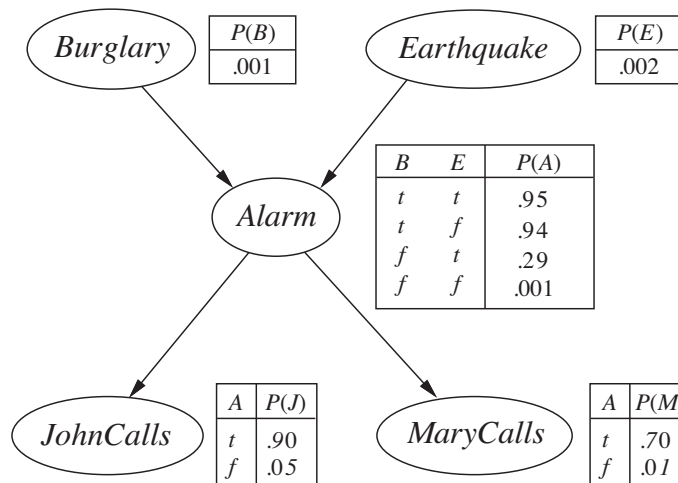 Burglary
P(B)
.001
Earthquake
P(E)
.002
B E P(A)
t t .95
t f .94
f t .29
f f .001
Alarm
JohnCalls
A P(J)
t .90
f .05
MaryCalls
A P(M
t .70
f .01